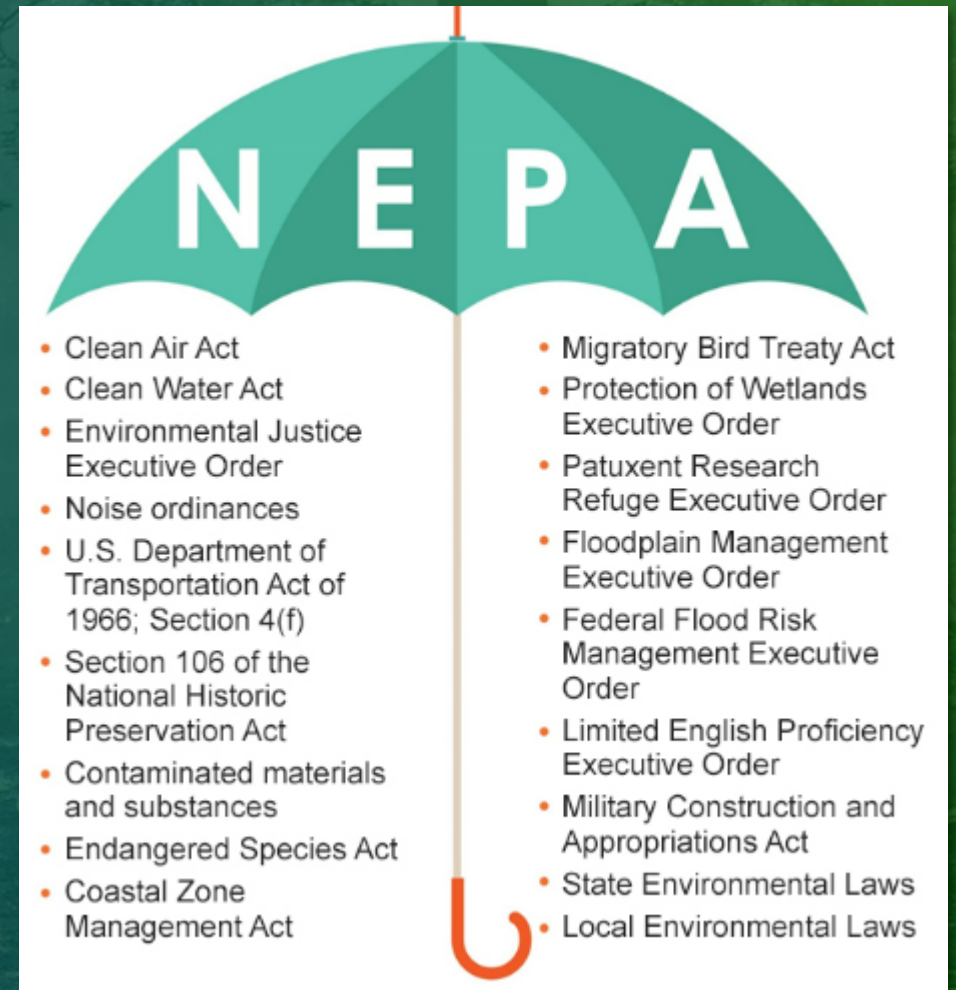 N E P A
• Clean Air Act
• Clean Water Act
• Environmental Justice
Executive Order
• Noise ordinances
• U.S. Department of
Transportation Act of
1966; Section 4(f)
• Section 106 of the
National Historic
Preservation Act
• Contaminated materials
and substances
• Endangered Species Act
• Coastal Zone
Management Act
• Migratory Bird Treaty Act
• Protection of Wetlands
Executive Order
• Patuxent Research
Refuge Executive Order
• Floodplain Management
Executive Order
• Federal Flood Risk
Management Executive
Order
• Limited English Proficiency
Executive Order
• Military Construction and
Appropriations Act
• State Environmental Laws
• Local Environmental Laws